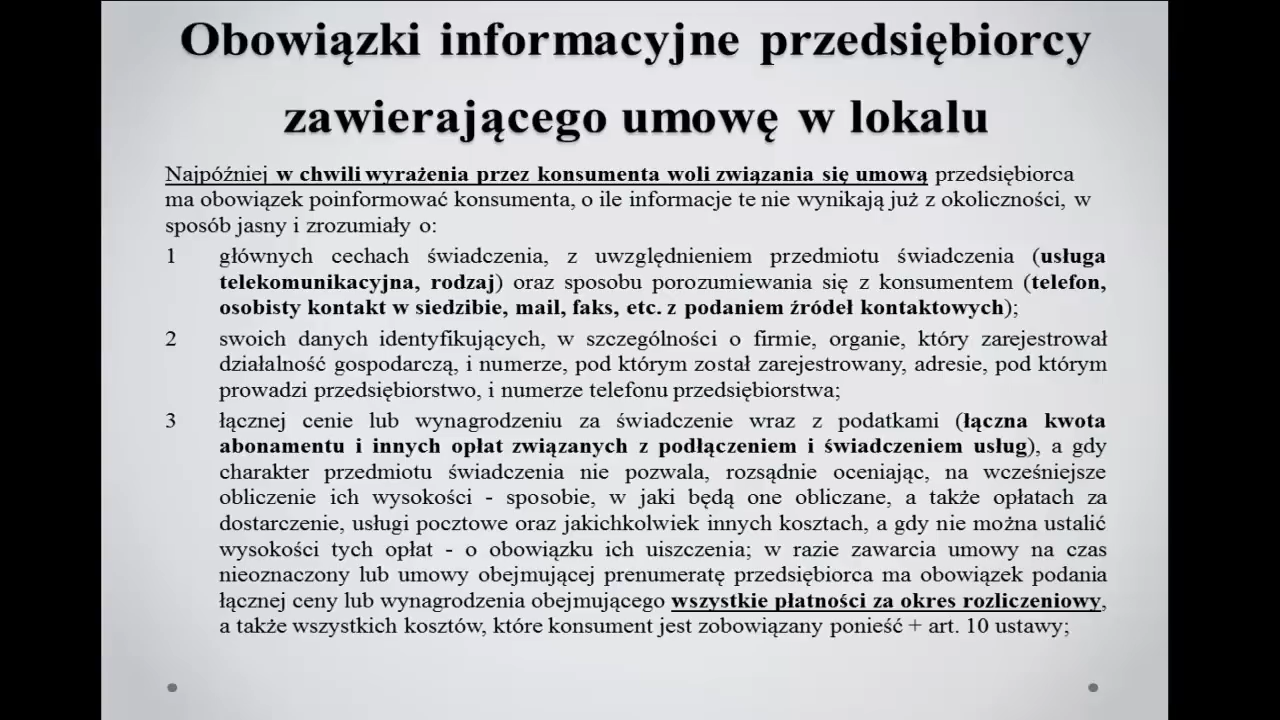 Obowiązki informacyjne przedsiębiorcy
zawierającego umowę w lokalu
Najpóźniej w chwili wyrażenia przez konsumenta woli związania się umową przedsiębiorca
ma obowiązek poinformować konsumenta, o ile informacje te nie wynikają już z okoliczności, w
sposób jasny i zrozumiały o:
1 głównych cechach świadczenia, z uwzględnieniem przedmiotu świadczenia (usługa
telekomunikacyjna, rodzaj) oraz sposobu porozumiewania się z konsumentem (telefon,
osobisty kontakt w siedzibie, mail, faks, etc. z podaniem źródeł kontaktowych);
2 swoich danych identyfikujących, w szczególności o firmie, organie, który zarejestrował
działalność gospodarczą, i numerze, pod którym został zarejestrowany, adresie, pod którym
prowadzi przedsiębiorstwo, i numerze telefonu przedsiębiorstwa;
3 łącznej cenie lub wynagrodzeniu za świadczenie wraz z podatkami (łączna kwota
abonamentu i innych opłat związanych z podłączeniem i świadczeniem usług), a gdy
charakter przedmiotu świadczenia nie pozwala, rozsądnie oceniając, na wcześniejsze
obliczenie ich wysokości - sposobie, w jaki będą one obliczane, a także opłatach za
dostarczenie, usługi pocztowe oraz jakichkolwiek innych kosztach, a gdy nie można ustalić
wysokości tych opłat - o obowiązku ich uiszczenia; w razie zawarcia umowy na czas
nieoznaczony lub umowy obejmującej prenumeratę przedsiębiorca ma obowiązek podania
łącznej ceny lub wynagrodzenia obejmującego wszystkie płatności za okres rozliczeniowy,
a także wszystkich kosztów, które konsument jest zobowiązany ponieść + art. 10 ustawy;